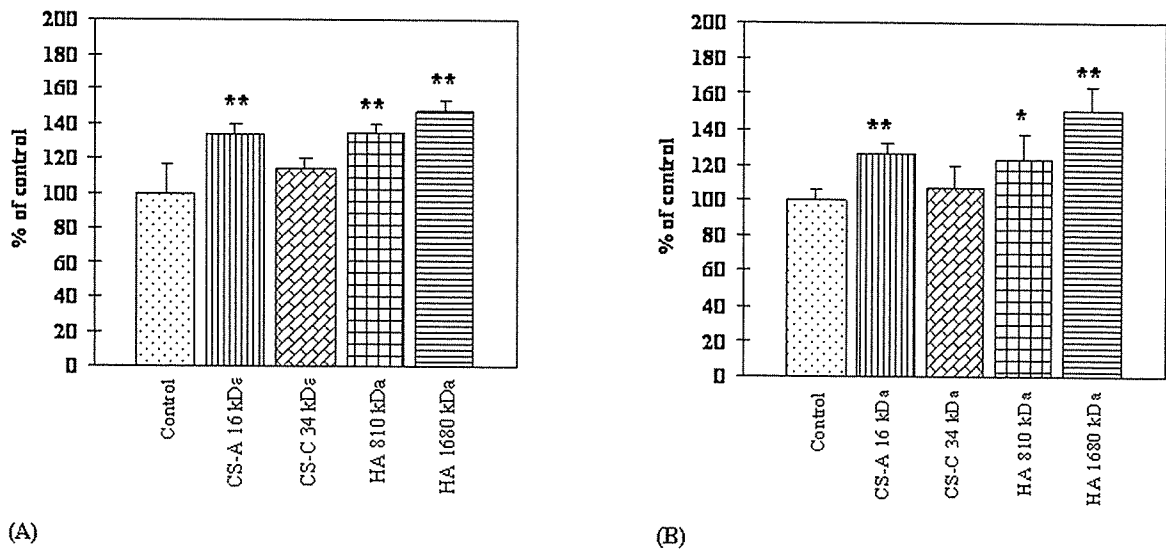 200
180
160
140
120
100
80
60
40
20
0
% of control
**
**
**
Control
CS-A 16 kDa
CS-C 34 kDa
HA 810 kDa
HA 1680 kDa
(A)
200
180
160
140
120
100
80
60
40
20
0
% of control
**
*
**
Control
CS-A 16 kDa
CS-C 34 kDa
HA 810 kDa
HA 1680 kDa
(B)